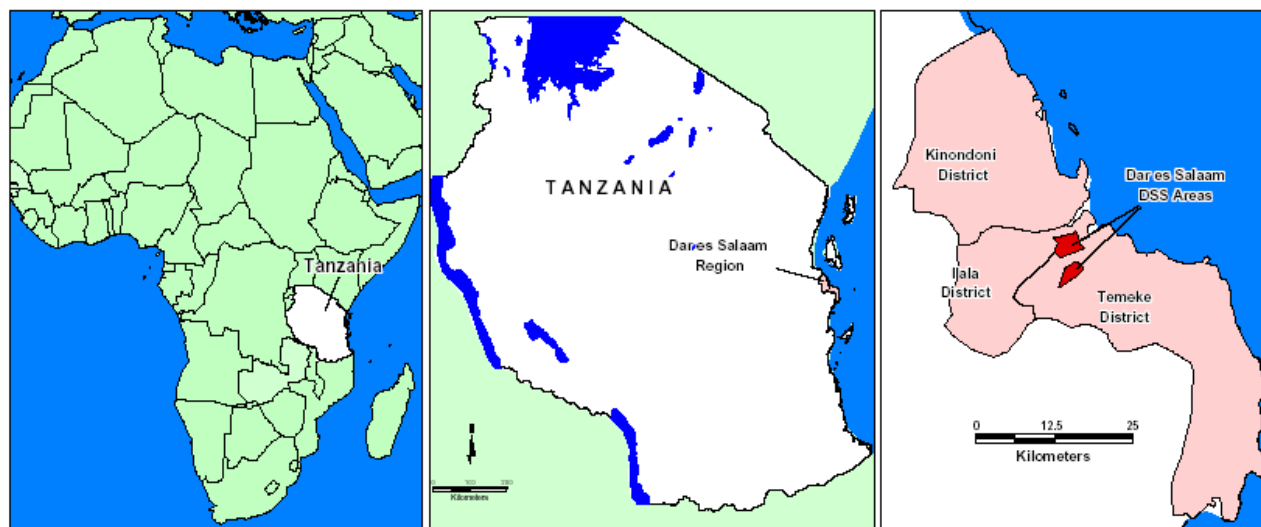 Tanzania
TANZANIA
Dar es Salaam
Region
Kilometers
Kinondoni
District
Dar es Salaam
DSS Areas
Ilala
District
Temeke
District
0 12.5 25
Kilometers